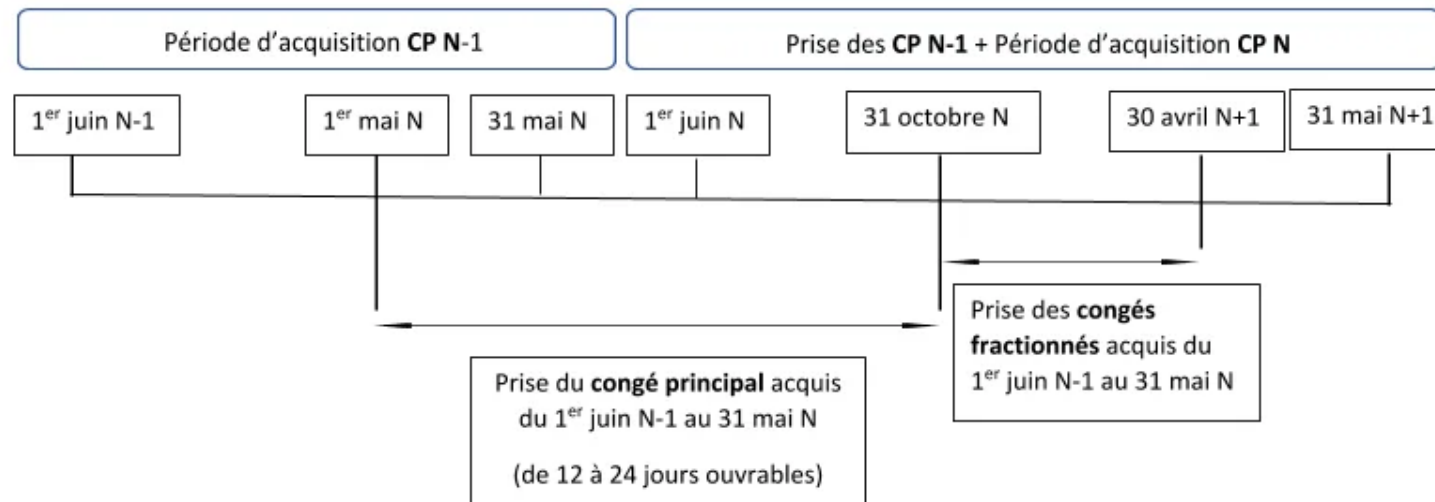 Période d'acquisition CP N-1
Prise des CP N-1 + Période d'acquisition CP N
1er juin N-1
1er mai N
31 mai N
1er juin N
31 octobre N
30 avril N+1
31 mai N+1
Prise des congés
fractionnés acquis du
1er juin N-1 au 31 mai N
Prise du congé principal acquis
du 1er juin N-1 au 31 mai N
(de 12 à 24 jours ouvrables)